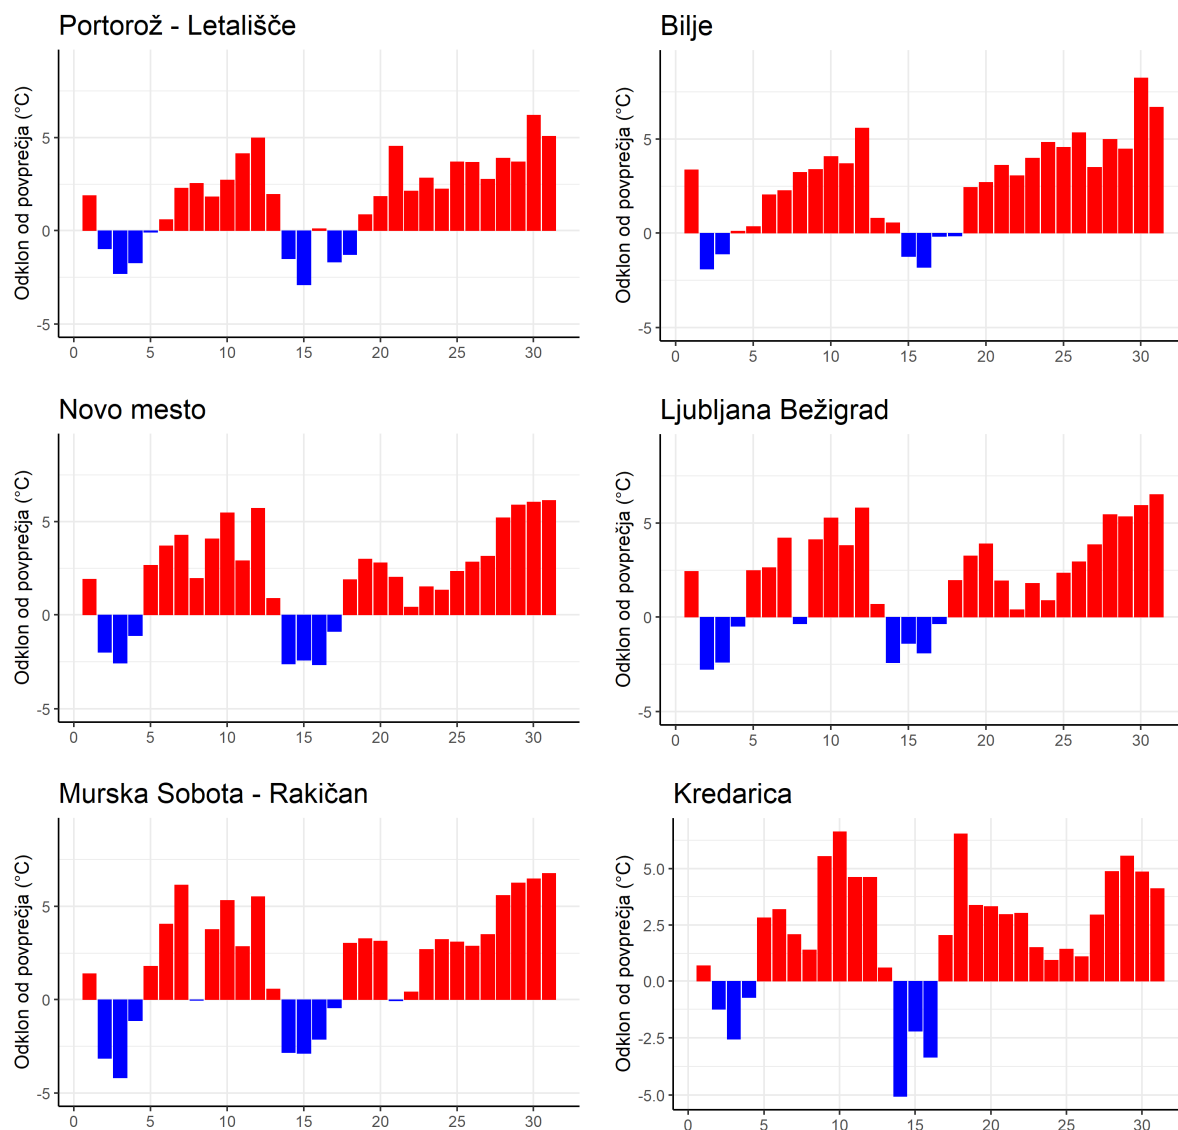 Portorož - Letališče
Odklon od povprečja (°C)
5
0
-5
0 5 10 15 20 25 30
Bilje
Odklon od povprečja (°C)
5
0
-5
0 5 10 15 20 25 30
Novo mesto
Odklon od povprečja (°C)
5
0
-5
0 5 10 15 20 25 30
Ljubljana Bežigrad
Odklon od povprečja (°C)
5
0
-5
0 5 10 15 20 25 30
Murska Sobota - Rakičan
Odklon od povprečja (°C)
5
0
-5
0 5 10 15 20 25 30
Kredarica
Odklon od povprečja (°C)
5.0
2.5
0.0
-2.5
-5.0
0 5 10 15 20 25 30